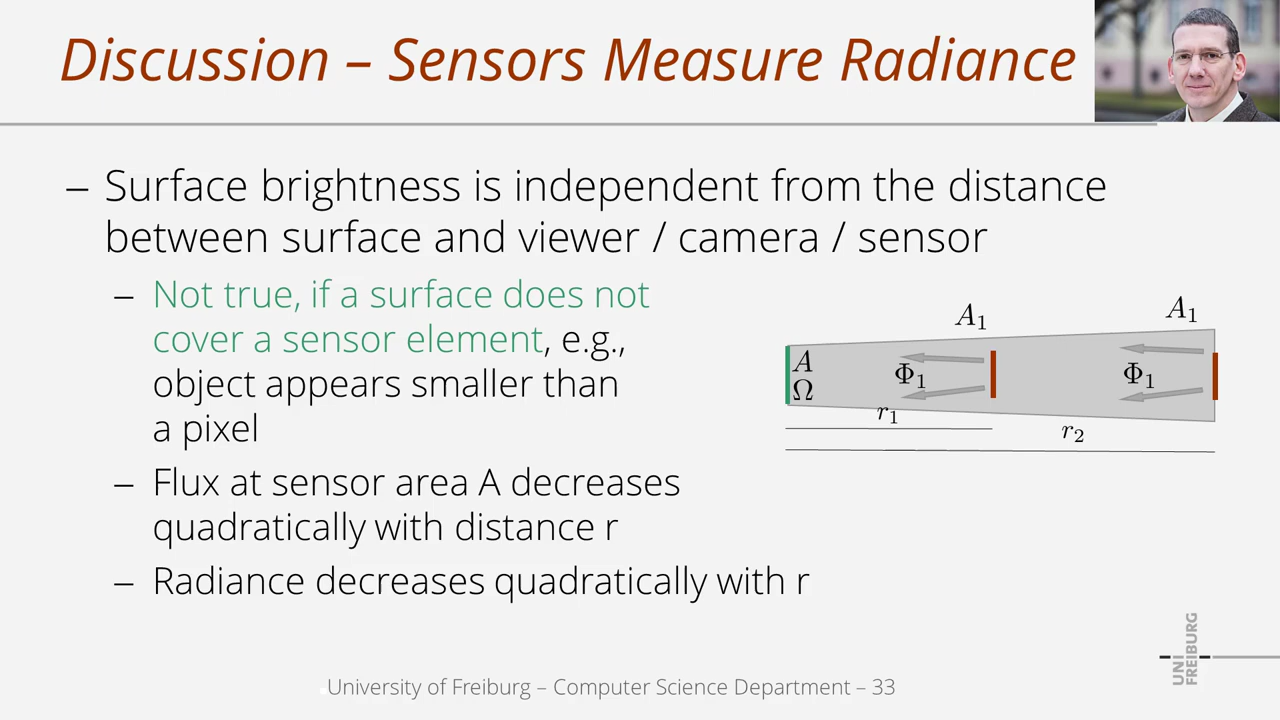 Discussion – Sensors Measure Radiance
– Surface brightness is independent from the distance
between surface and viewer / camera / sensor
– Not true, if a surface does not
cover a sensor element, e.g.,
object appears smaller than
a pixel
– Flux at sensor area A decreases
quadratically with distance r
– Radiance decreases quadratically with r
A₁
A₁
A
Ω
Φ₁
Φ₁
r₁
r₂
UNI
FREIBURG
University of Freiburg – Computer Science Department – 33